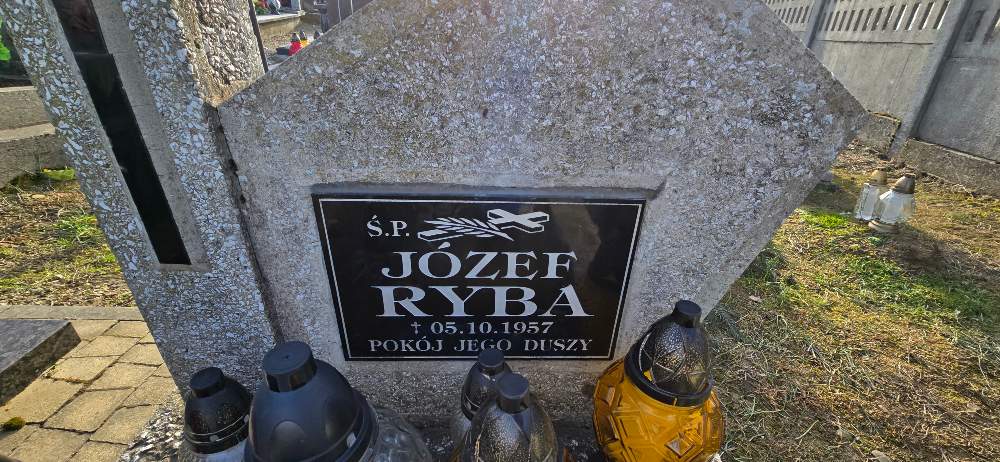 Ś.P.
JÓZEF
RYBA
† 05.10.1957
POKÓJ JEGO DUSZY